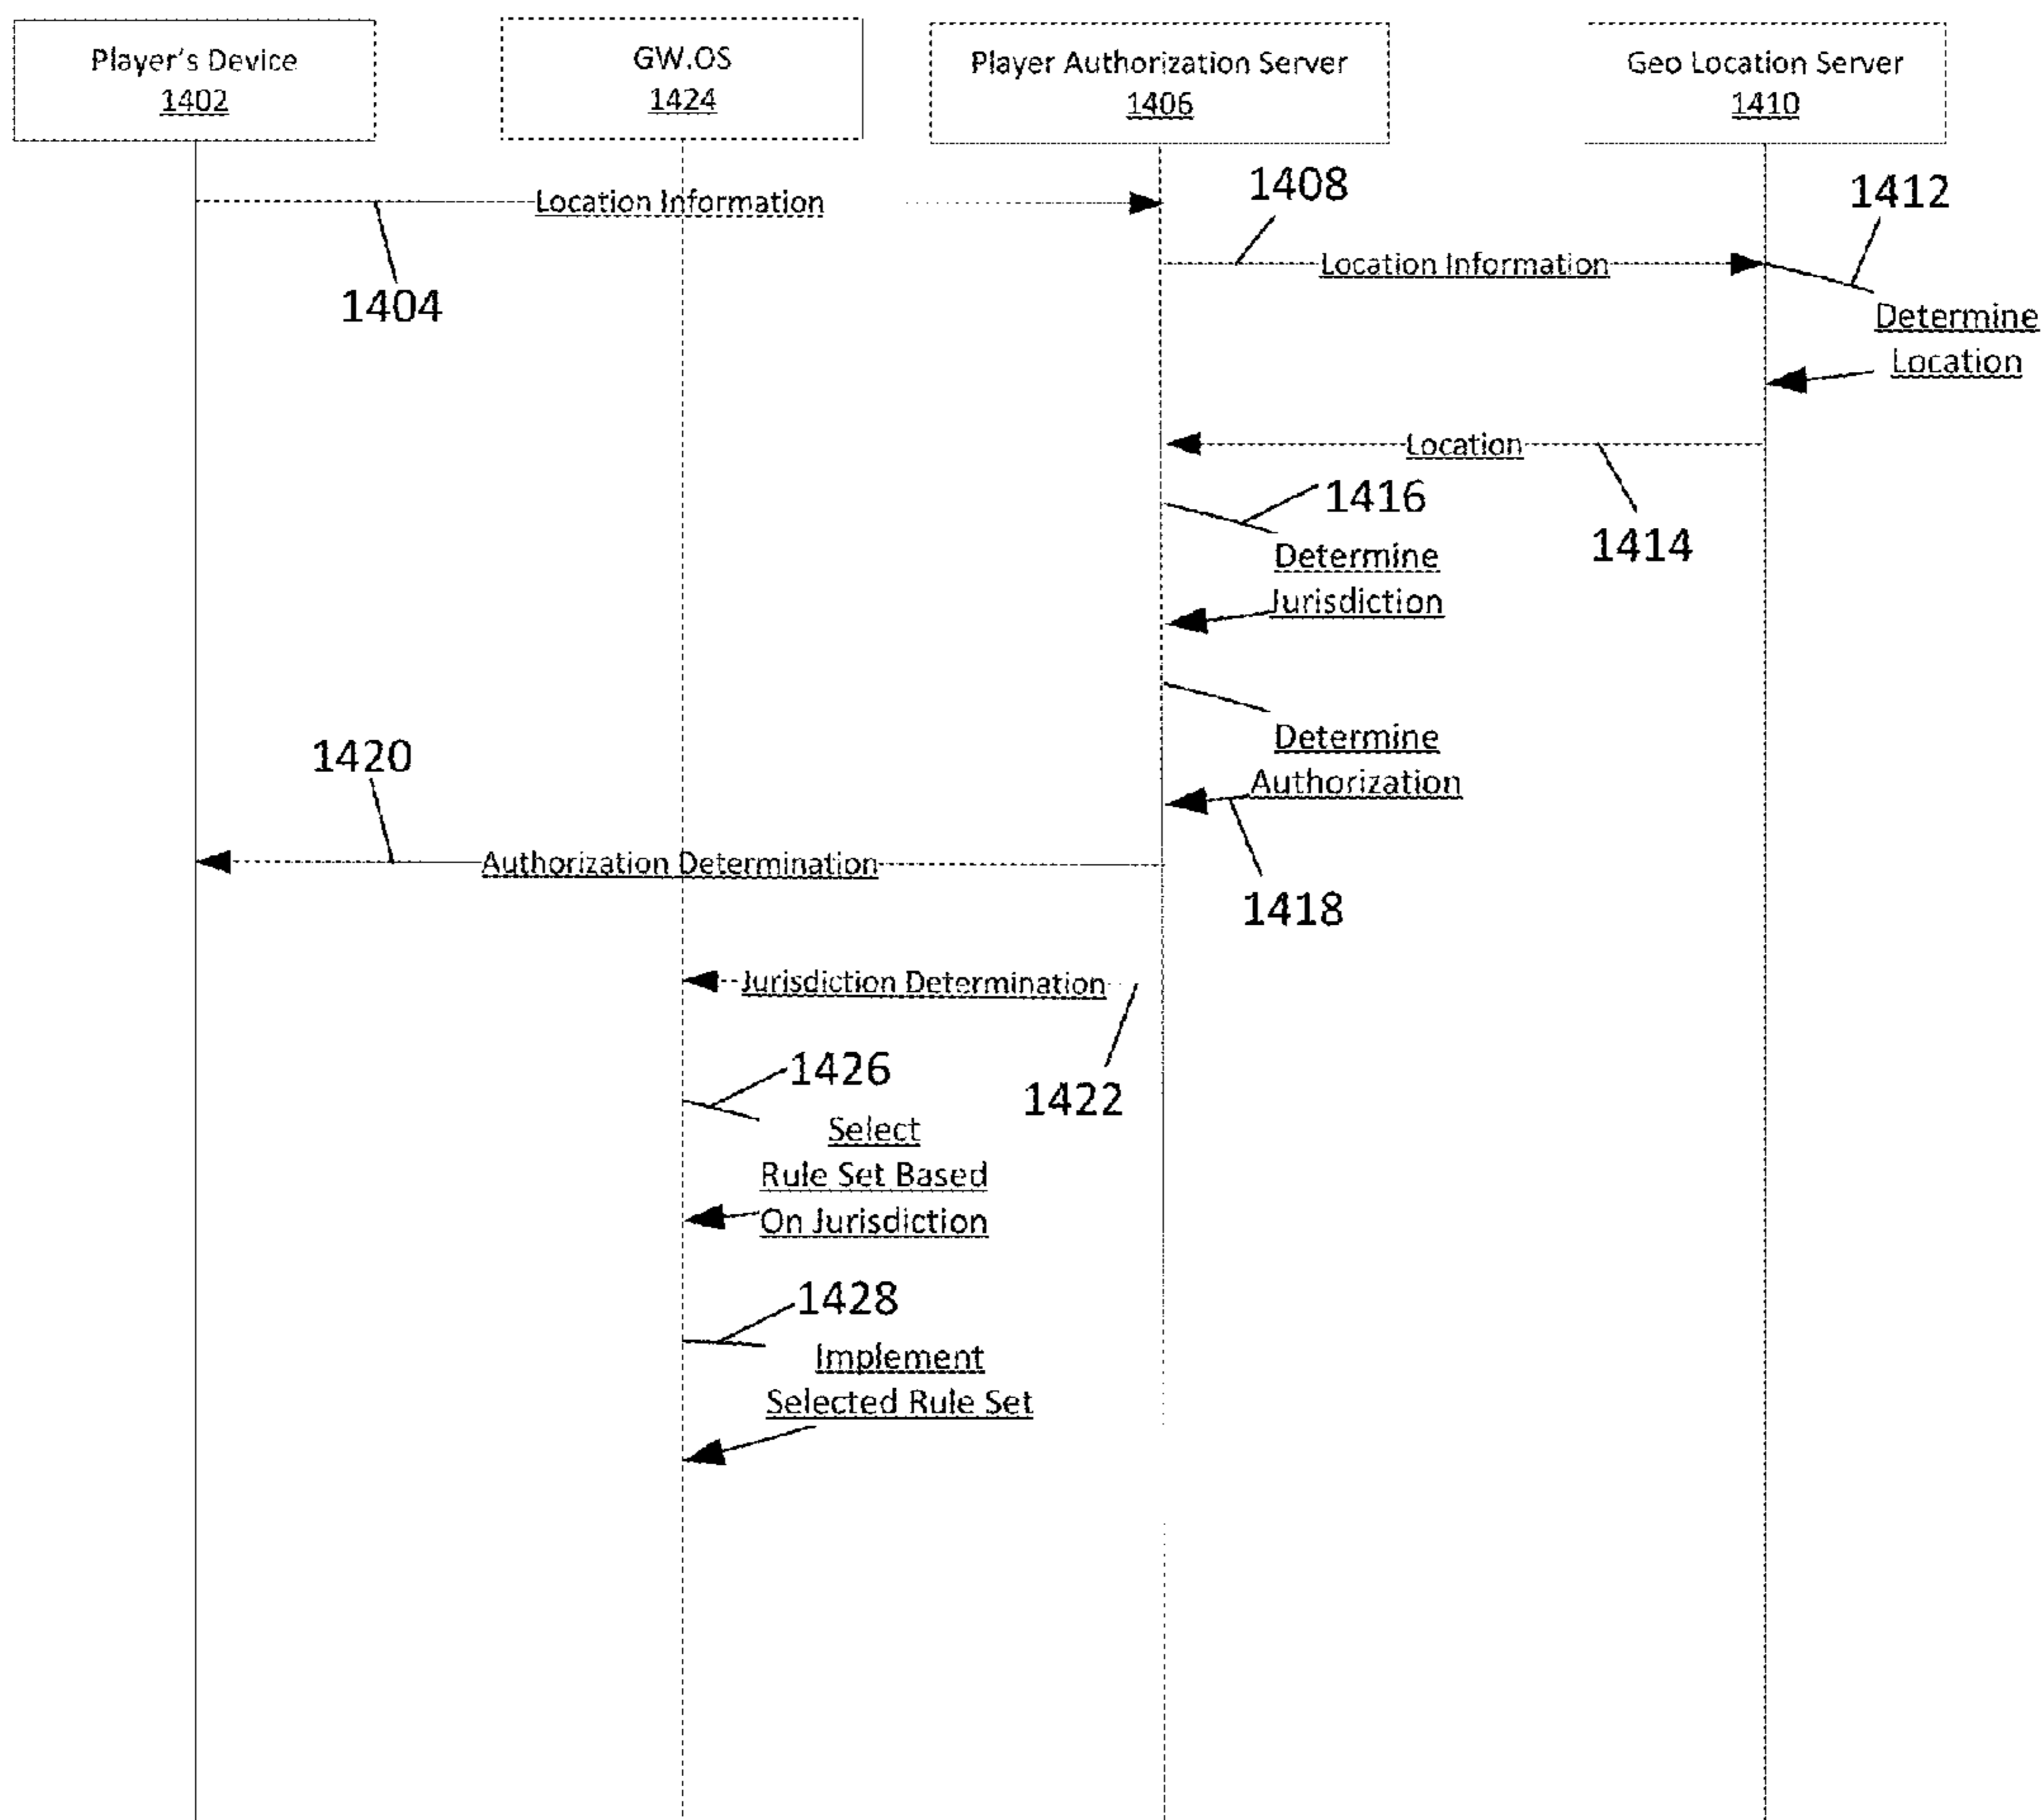 Player's Device
1402
GW.OS
1424
Player Authorization Server
1406
Geo Location Server
1410
Location Information
1404
1408
Location Information
1412
Determine
Location
Location
1414
1416
Determine
Jurisdiction
Determine
Authorization
1418
1420
Authorization Determination
Jurisdiction Determination
1422
1426
Select
Rule Set Based
On Jurisdiction
1428
Implement
Selected Rule Set